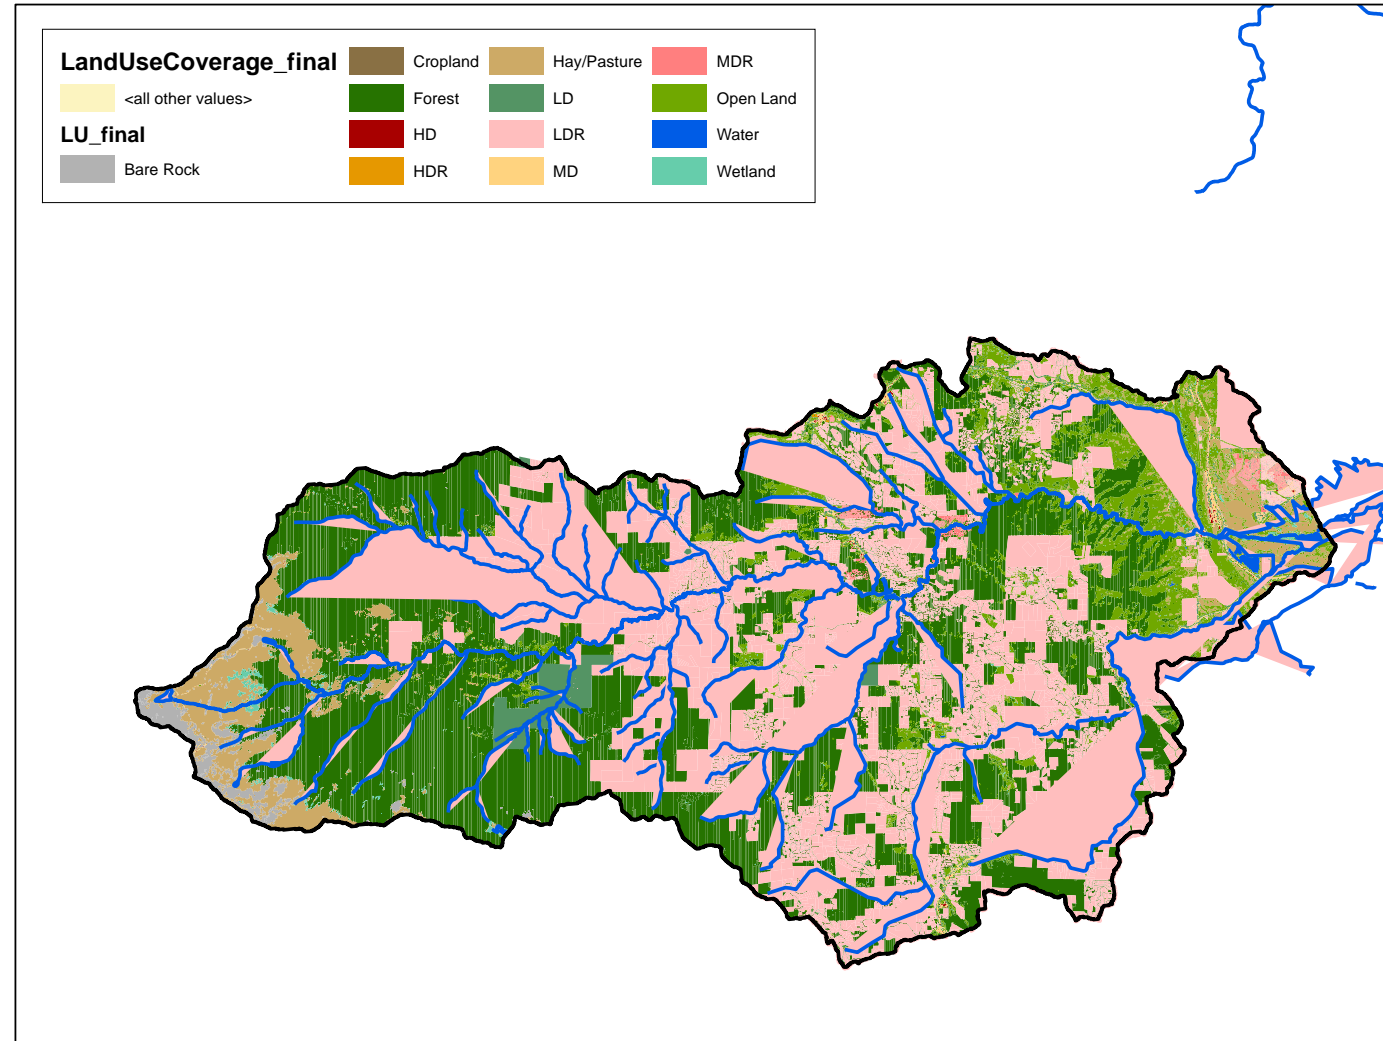 LandUseCoverage_final
<all other values>
LU_final
Bare Rock
Cropland
Forest
HD
HDR
Hay/Pasture
LD
LDR
MD
MDR
Open Land
Water
Wetland